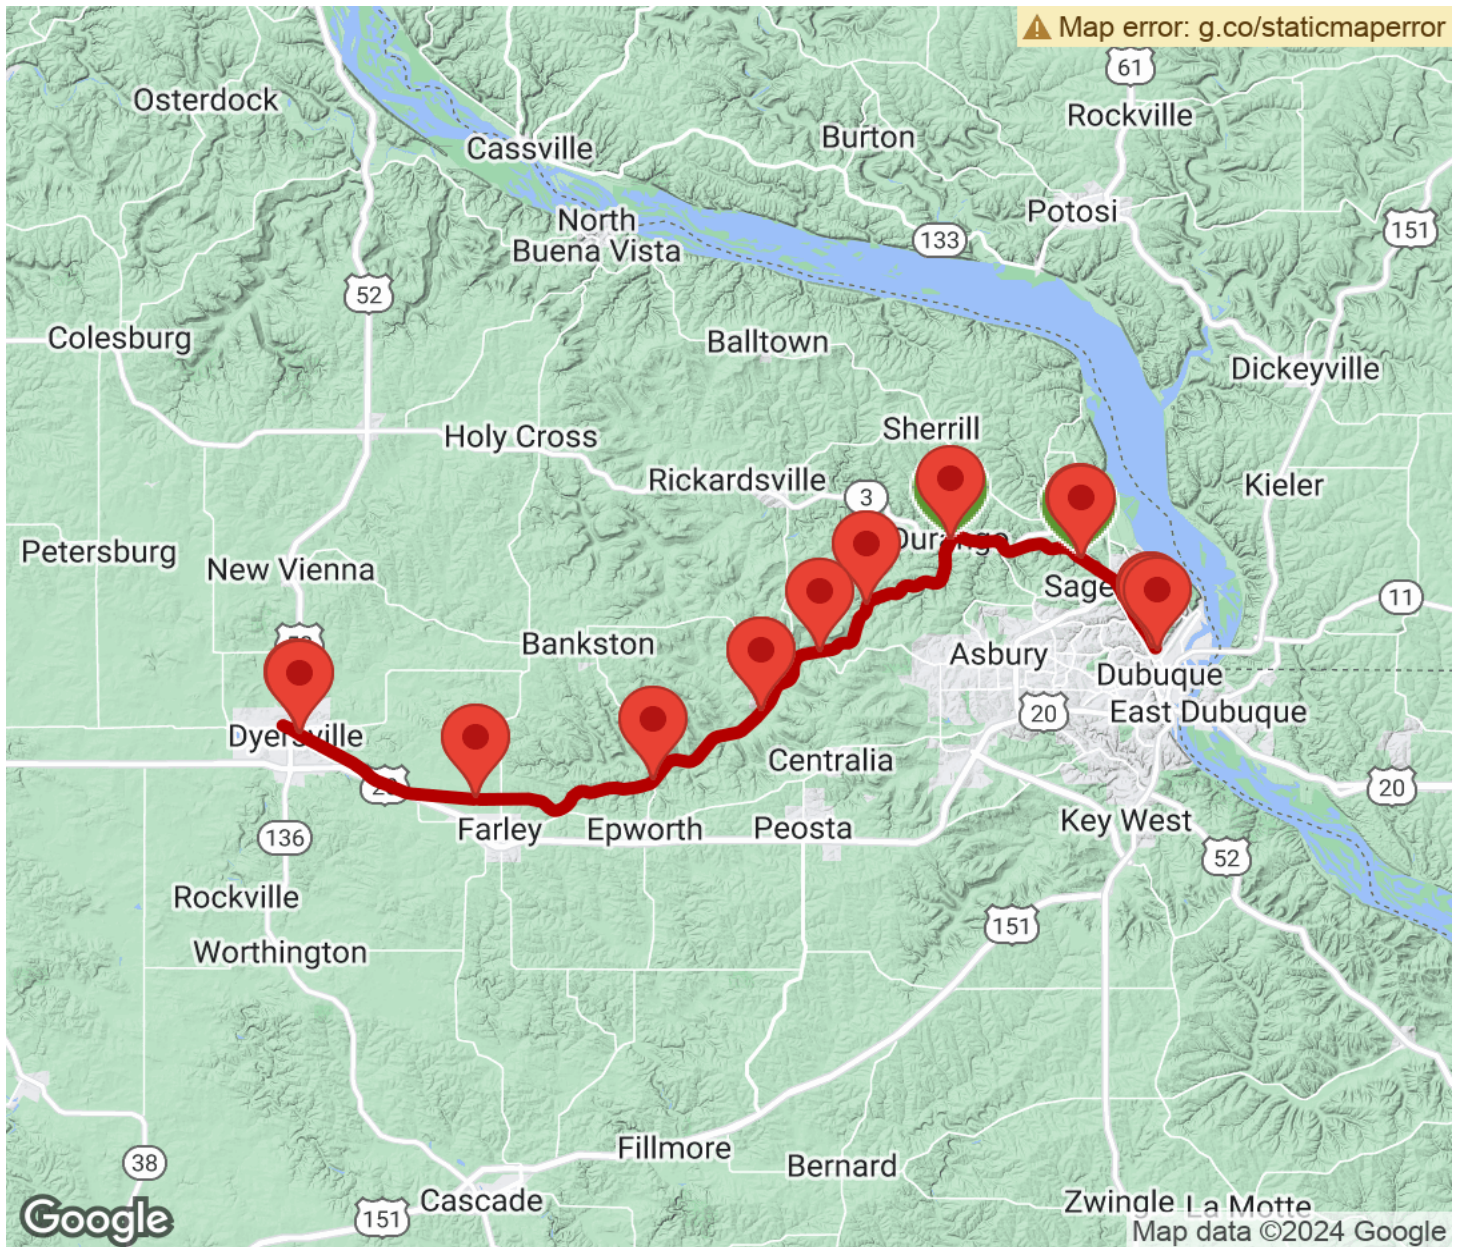 Map error: g.co/staticmaperror
61
Osterdock
Rockville
Burton
Cassville
Potosi
North
Buena Vista
133
151
52
Colesburg
Balltown
Dickeyville
Sherrill
Holy Cross
Rickardsville
3
Kieler
Durango
Petersburg
New Vienna
Sage
11
Bankston
Asbury
Dubuque
20
East Dubuque
Dyersville
Centralia
20
Farley
Epworth
Peosta
Key West
136
52
Rockville
151
Worthington
Fillmore
38
Bernard
Cascade
Zwingle
La Motte
151
Google
Map data ©2024 Google